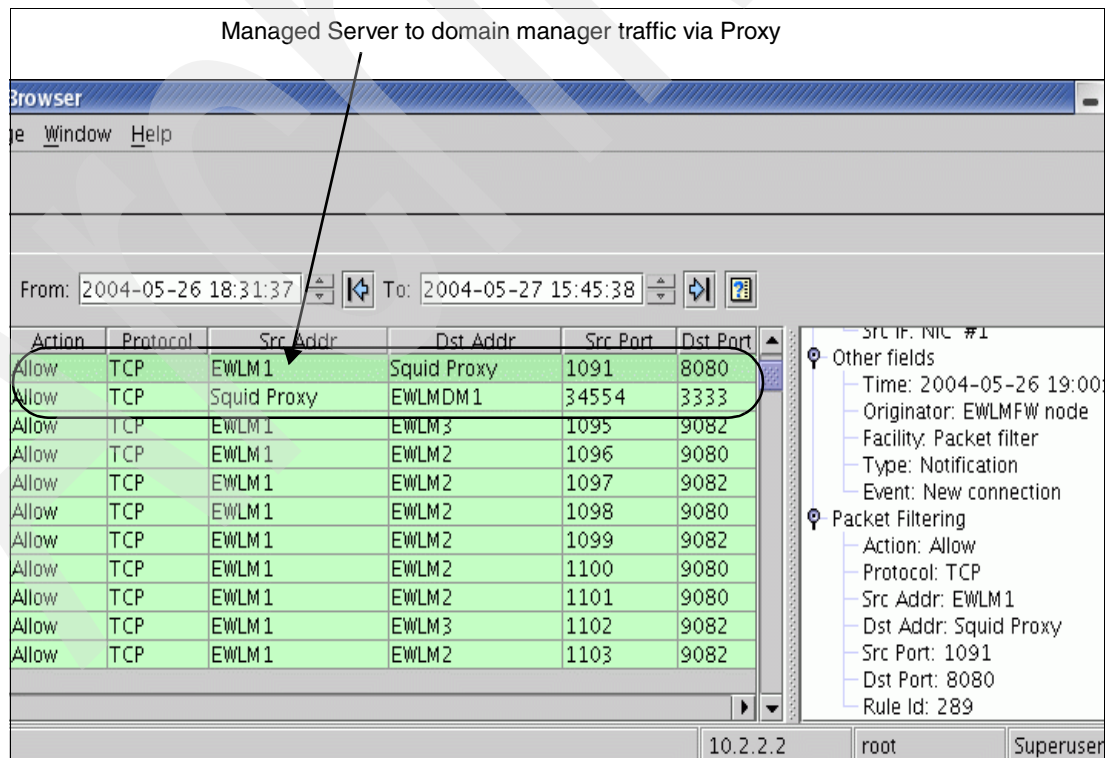 Managed Server to domain manager traffic via Proxy
Browser
ge Window Help
From: 2004-05-26 18:31:37 To: 2004-05-27 15:45:38
Action Protocol Src Addr Dst Addr Src Port Dst Port
Allow TCP EWLM1 Squid Proxy 1091 8080
Allow TCP Squid Proxy EWLMDM1 34554 3333
Allow TCP EWLM1 EWLM3 1095 9082
Allow TCP EWLM1 EWLM2 1096 9080
Allow TCP EWLM1 EWLM2 1097 9082
Allow TCP EWLM1 EWLM2 1098 9080
Allow TCP EWLM1 EWLM2 1099 9082
Allow TCP EWLM1 EWLM2 1100 9080
Allow TCP EWLM1 EWLM2 1101 9080
Allow TCP EWLM1 EWLM3 1102 9082
Allow TCP EWLM1 EWLM2 1103 9082
Src IF: NIC #1
Other fields
Time: 2004-05-26 19:00:
Originator: EWLMFW node
Facility: Packet filter
Type: Notification
Event: New connection
Packet Filtering
Action: Allow
Protocol: TCP
Src Addr: EWLM1
Dst Addr: Squid Proxy
Src Port: 1091
Dst Port: 8080
Rule Id: 289
10.2.2.2 root Superuser